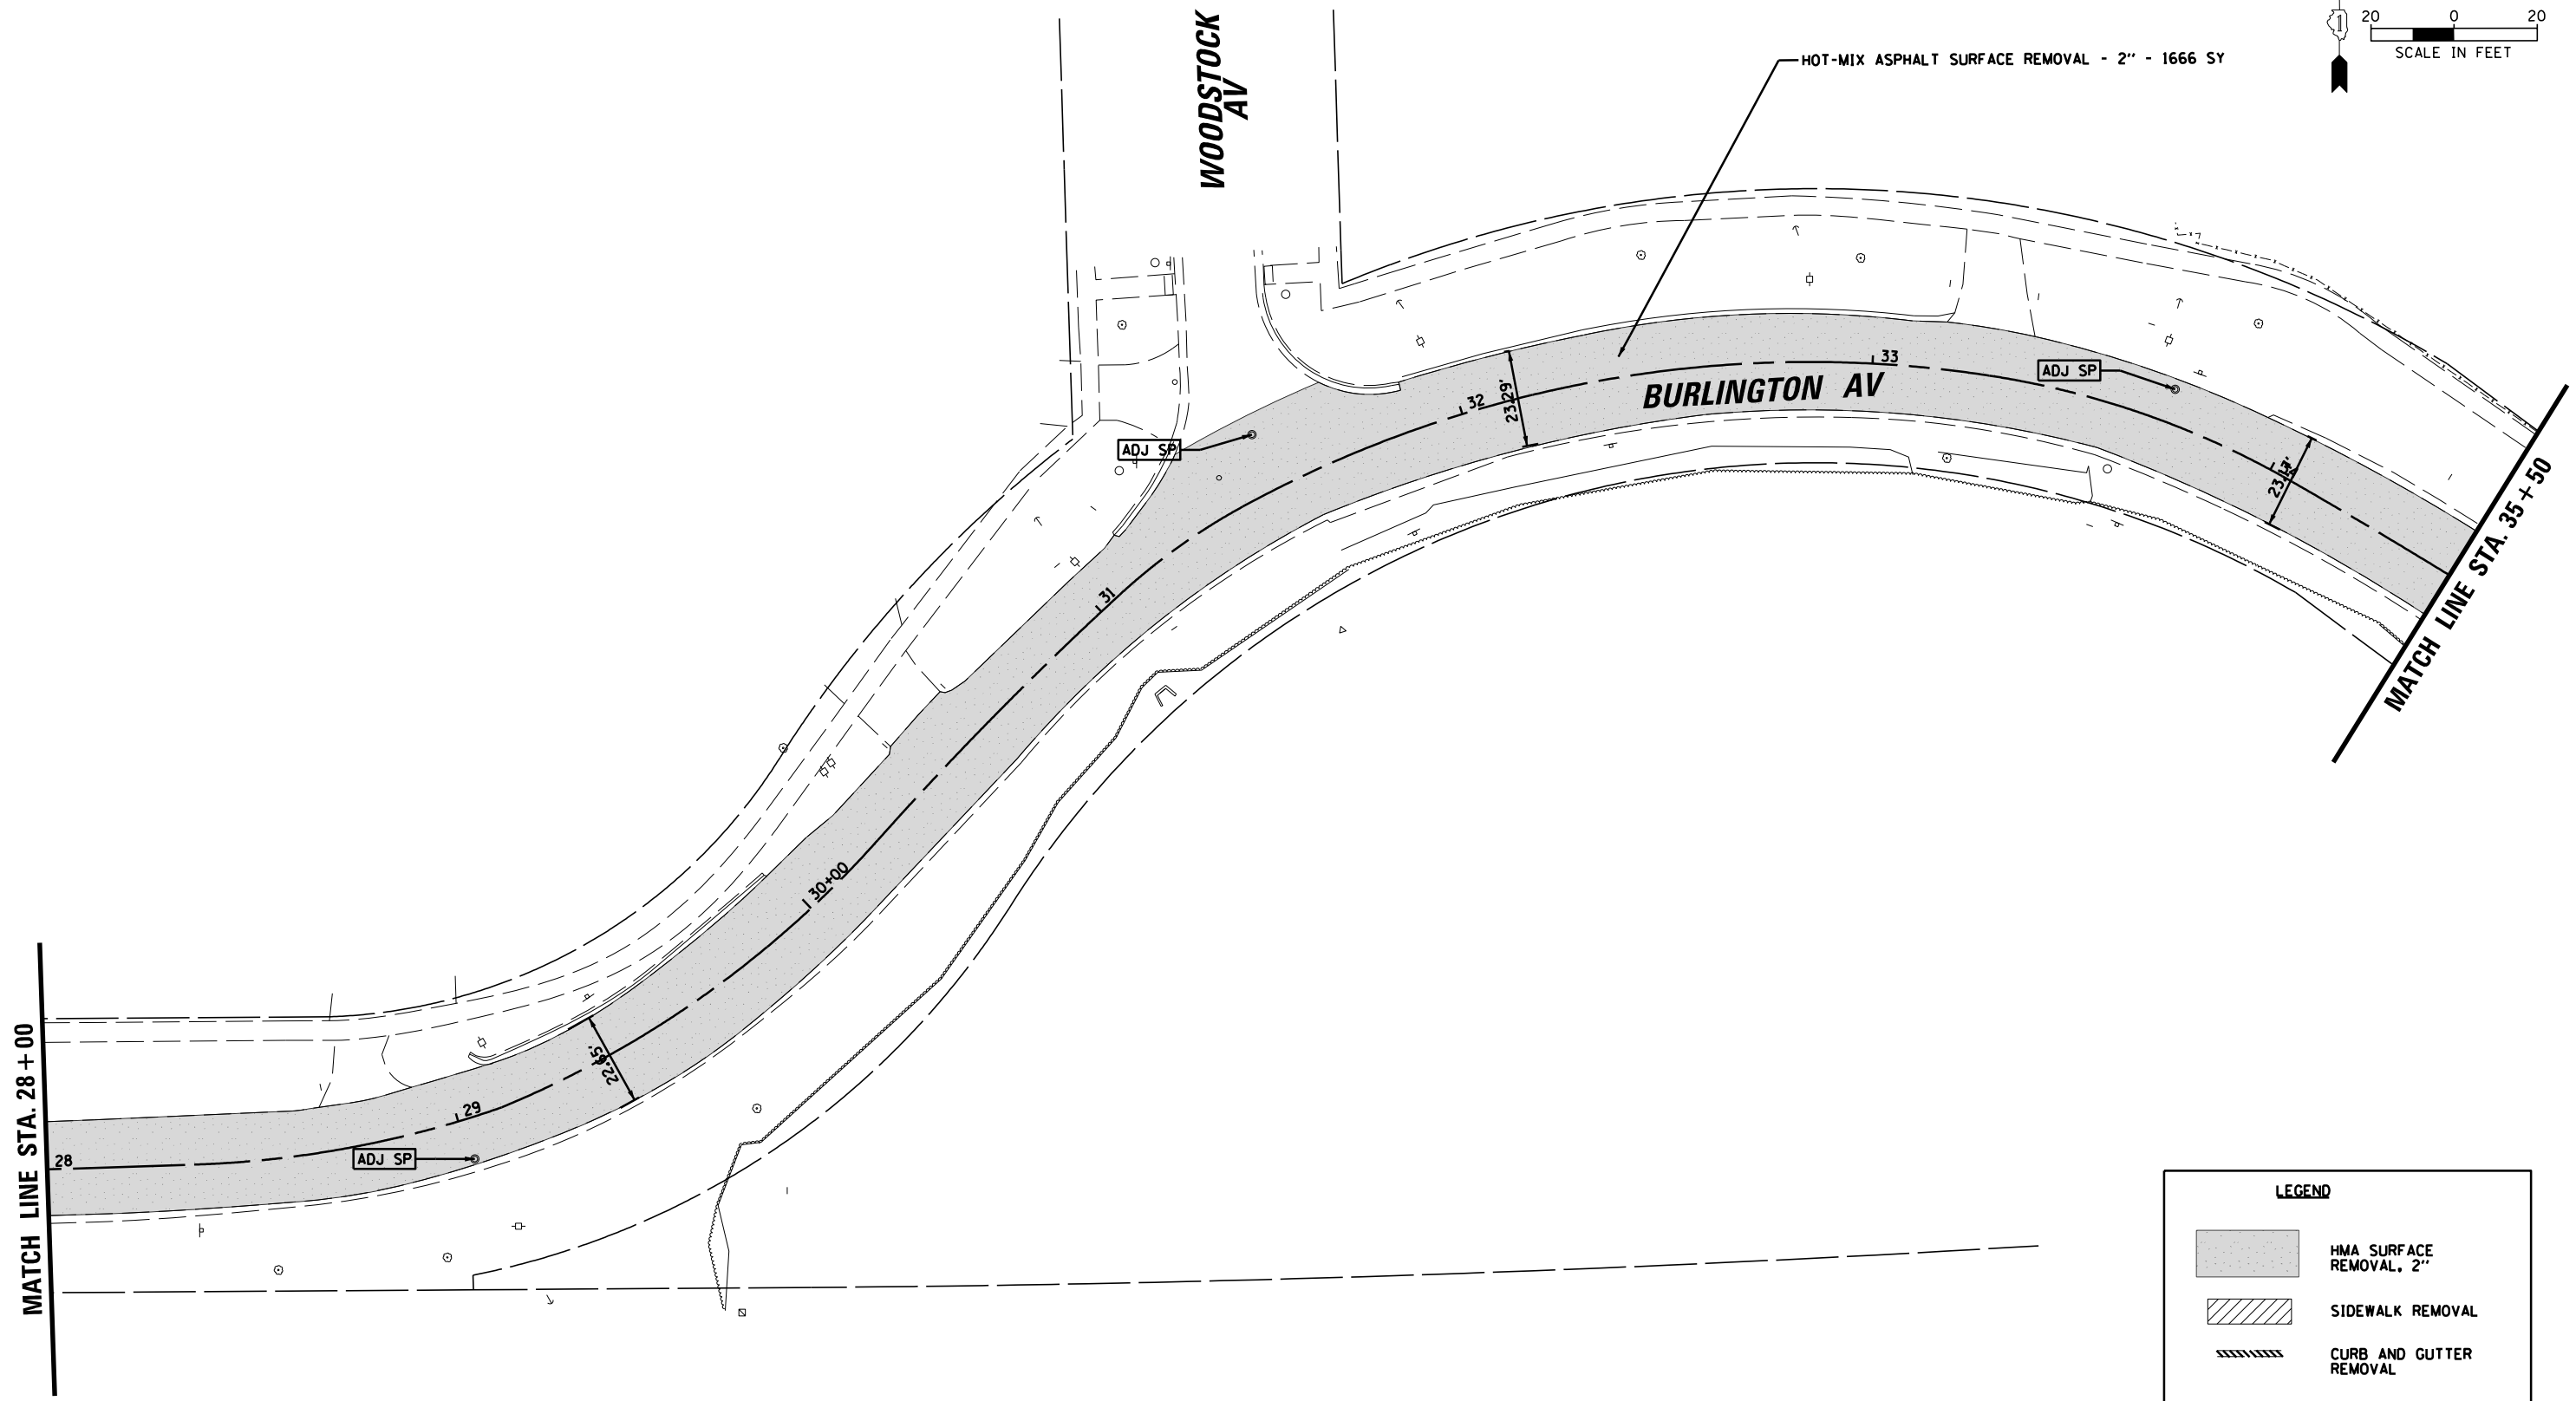 20 0 20
SCALE IN FEET
1
WOODSTOCK
AV
HOT-MIX ASPHALT SURFACE REMOVAL - 2" - 1666 SY
33
ADJ SP
32
23.29'
BURLINGTON AV
ADJ SP
MATCH LINE STA. 35+50
31
30+00
22.65'
29
28
ADJ SP
MATCH LINE STA. 28+00
LEGEND
HMA SURFACE
REMOVAL, 2"
SIDEWALK REMOVAL
CURB AND GUTTER
REMOVAL